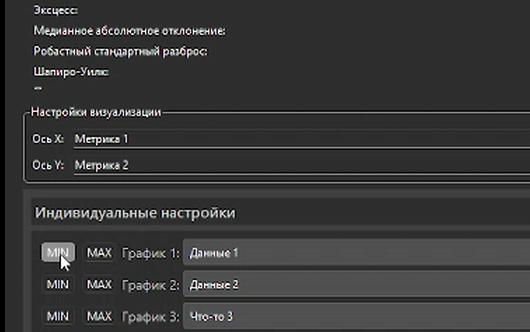 Эксцесс:
Медианное абсолютное отклонение:
Робастный стандартный разброс:
Шапиро-Уилк:
--
Настройки визуализации
Ось X: Метрика 1
Ось Y: Метрика 2
Индивидуальные настройки
MIN MAX График 1: Данные 1
MIN MAX График 2: Данные 2
MIN MAX График 3: Что-то 3